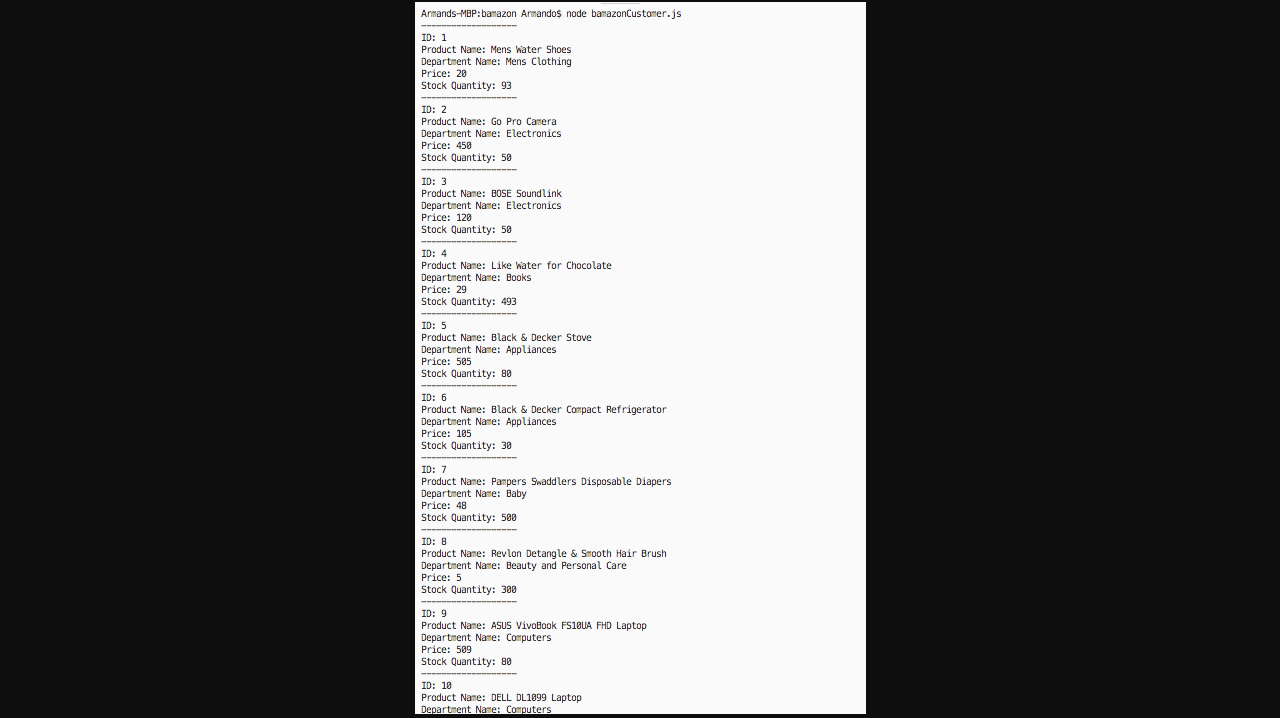 Armands-MBP:bamazon Armando$ node bamazonCustomer.js
-------------------
ID: 1
Product Name: Mens Water Shoes
Department Name: Mens Clothing
Price: 20
Stock Quantity: 93
-------------------
ID: 2
Product Name: Go Pro Camera
Department Name: Electronics
Price: 450
Stock Quantity: 50
-------------------
ID: 3
Product Name: BOSE Soundlink
Department Name: Electronics
Price: 120
Stock Quantity: 50
-------------------
ID: 4
Product Name: Like Water for Chocolate
Department Name: Books
Price: 29
Stock Quantity: 493
-------------------
ID: 5
Product Name: Black & Decker Stove
Department Name: Appliances
Price: 505
Stock Quantity: 80
-------------------
ID: 6
Product Name: Black & Decker Compact Refrigerator
Department Name: Appliances
Price: 105
Stock Quantity: 30
-------------------
ID: 7
Product Name: Pampers Swaddlers Disposable Diapers
Department Name: Baby
Price: 48
Stock Quantity: 500
-------------------
ID: 8
Product Name: Revlon Detangle & Smooth Hair Brush
Department Name: Beauty and Personal Care
Price: 5
Stock Quantity: 300
-------------------
ID: 9
Product Name: ASUS VivoBook FS10UA FHD Laptop
Department Name: Computers
Price: 509
Stock Quantity: 80
-------------------
ID: 10
Product Name: DELL DL1099 Laptop
Department Name: Computers